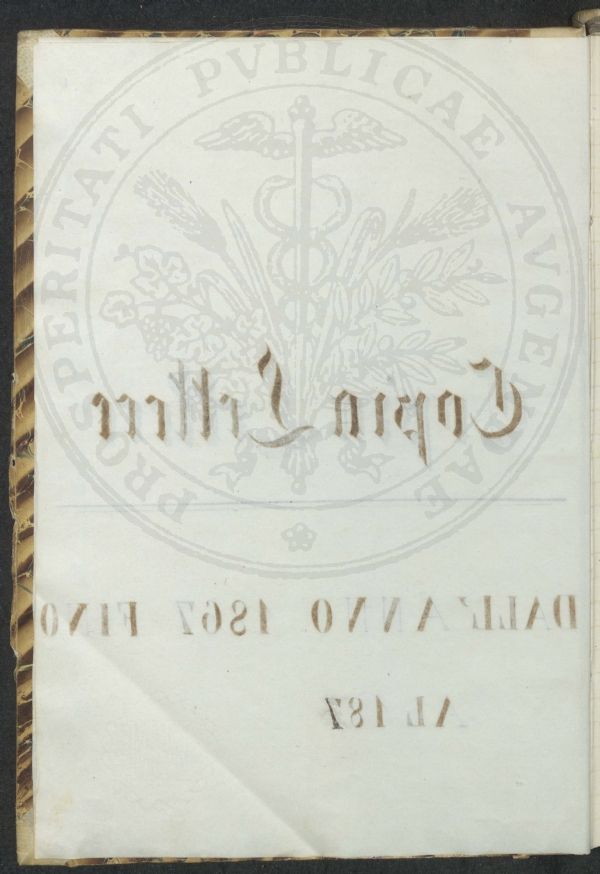 PROSPERITATI PVBLICAE AVGENDAE
Copia Lettere
DALL'ANNO 1867 FINO
AL 187